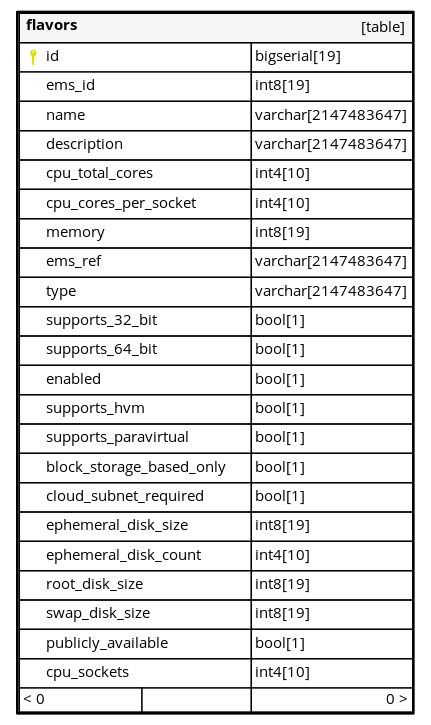 flavors [table]
id bigserial[19]
ems_id int8[19]
name varchar[2147483647]
description varchar[2147483647]
cpu_total_cores int4[10]
cpu_cores_per_socket int4[10]
memory int8[19]
ems_ref varchar[2147483647]
type varchar[2147483647]
supports_32_bit bool[1]
supports_64_bit bool[1]
enabled bool[1]
supports_hvm bool[1]
supports_paravirtual bool[1]
block_storage_based_only bool[1]
cloud_subnet_required bool[1]
ephemeral_disk_size int8[19]
ephemeral_disk_count int4[10]
root_disk_size int8[19]
swap_disk_size int8[19]
publicly_available bool[1]
cpu_sockets int4[10]
< 0 0 >